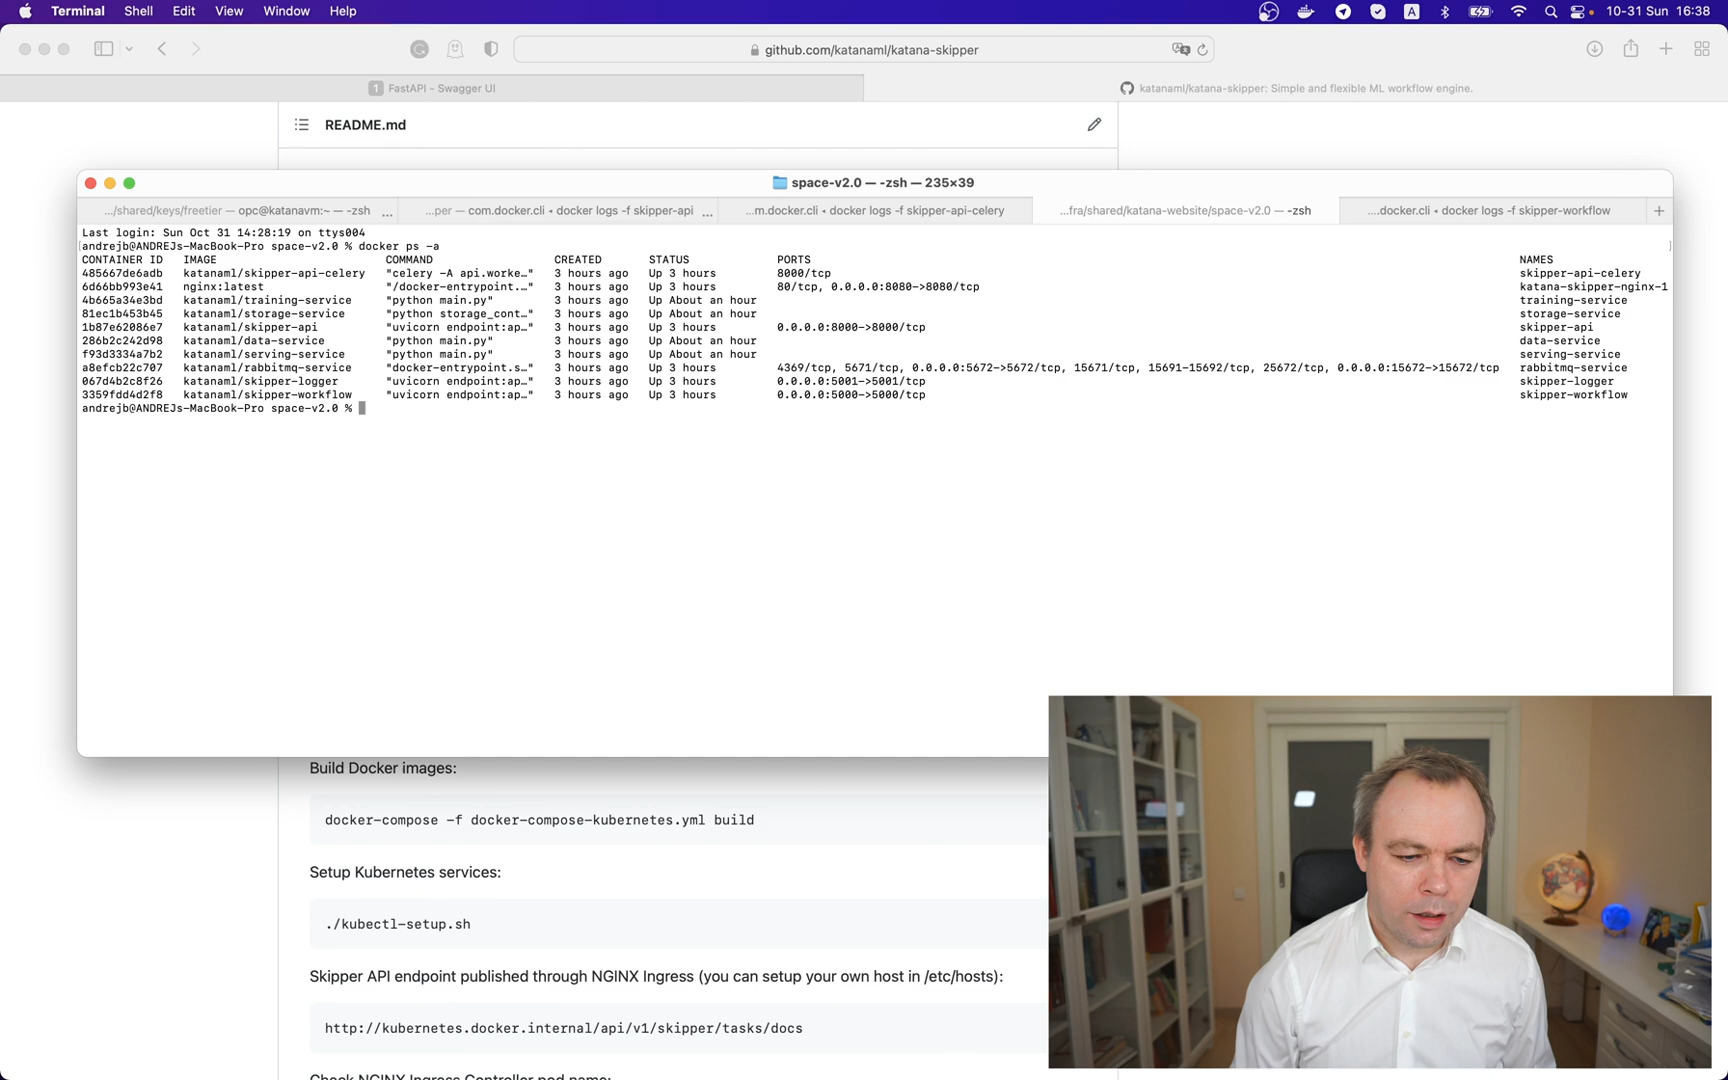 Terminal Shell Edit View Window Help 10-31 Sun 16:38
github.com/katanaml/katana-skipper
1 FastAPI - Swagger UI
katanaml/katana-skipper: Simple and flexible ML workflow engine.
README.md
space-v2.0 — -zsh — 235×39
.../shared/keys/freetier — opc@katanavm:~ — -zsh ...
...per — com.docker.cli • docker logs -f skipper-api ...
...m.docker.cli • docker logs -f skipper-api-celery
...fra/shared/katana-website/space-v2.0 — -zsh
....docker.cli • docker logs -f skipper-workflow
Last login: Sun Oct 31 14:28:19 on ttys004
andrejb@ANDREJs-MacBook-Pro space-v2.0 % docker ps -a
CONTAINER ID IMAGE COMMAND CREATED STATUS PORTS NAMES
485667de6adb katanaml/skipper-api-celery "celery -A api.worke…" 3 hours ago Up 3 hours 8000/tcp skipper-api-celery
6d66bb993e41 nginx:latest "/docker-entrypoint.…" 3 hours ago Up 3 hours 80/tcp, 0.0.0.0:8080->8080/tcp katana-skipper-nginx-1
4b665a34e3bd katanaml/training-service "python main.py" 3 hours ago Up About an hour training-service
81ec1b453b45 katanaml/storage-service "python storage_cont…" 3 hours ago Up About an hour storage-service
1b87e62086e7 katanaml/skipper-api "uvicorn endpoint:ap…" 3 hours ago Up 3 hours 0.0.0.0:8000->8000/tcp skipper-api
286b2c242d98 katanaml/data-service "python main.py" 3 hours ago Up About an hour data-service
f93d3334a7b2 katanaml/serving-service "python main.py" 3 hours ago Up About an hour serving-service
a8efcb22c707 katanaml/rabbitmq-service "docker-entrypoint.s…" 3 hours ago Up 3 hours 4369/tcp, 5671/tcp, 0.0.0.0:5672->5672/tcp, 15671/tcp, 15691-15692/tcp, 25672/tcp, 0.0.0.0:15672->15672/tcp rabbitmq-service
067d4b2c8f26 katanaml/skipper-logger "uvicorn endpoint:ap…" 3 hours ago Up 3 hours 0.0.0.0:5001->5001/tcp skipper-logger
3359fdd4d2f8 katanaml/skipper-workflow "uvicorn endpoint:ap…" 3 hours ago Up 3 hours 0.0.0.0:5000->5000/tcp skipper-workflow
andrejb@ANDREJs-MacBook-Pro space-v2.0 %
Build Docker images:
docker-compose -f docker-compose-kubernetes.yml build
Setup Kubernetes services:
./kubectl-setup.sh
Skipper API endpoint published through NGINX Ingress (you can setup your own host in /etc/hosts):
http://kubernetes.docker.internal/api/v1/skipper/tasks/docs
Check NGINX Ingress Controller pod name: